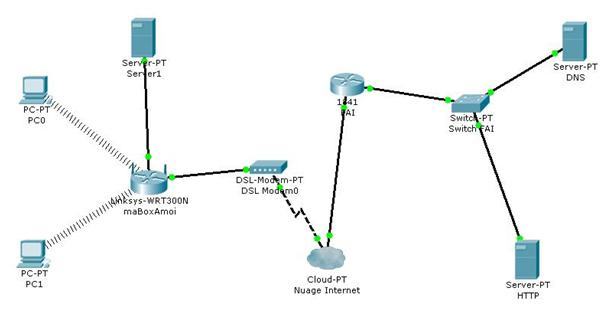 Server-PT
Server1
PC-PT
PC0
Linksys-WRT300N
maBoxAmoi
PC-PT
PC1
DSL-Modem-PT
DSL Modem0
Cloud-PT
Nuage Internet
1841
FAI
Switch-PT
Switch FAI
Server-PT
DNS
Server-PT
HTTP